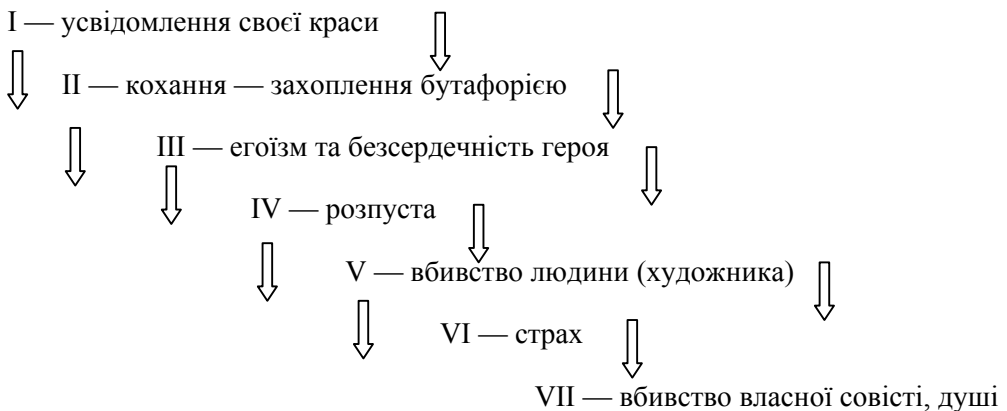 I — усвідомлення своєї краси
II — кохання — захоплення бутафорією
III — егоїзм та безсердечність героя
IV — розпуста
V — вбивство людини (художника)
VI — страх
VII — вбивство власної совісті, душі